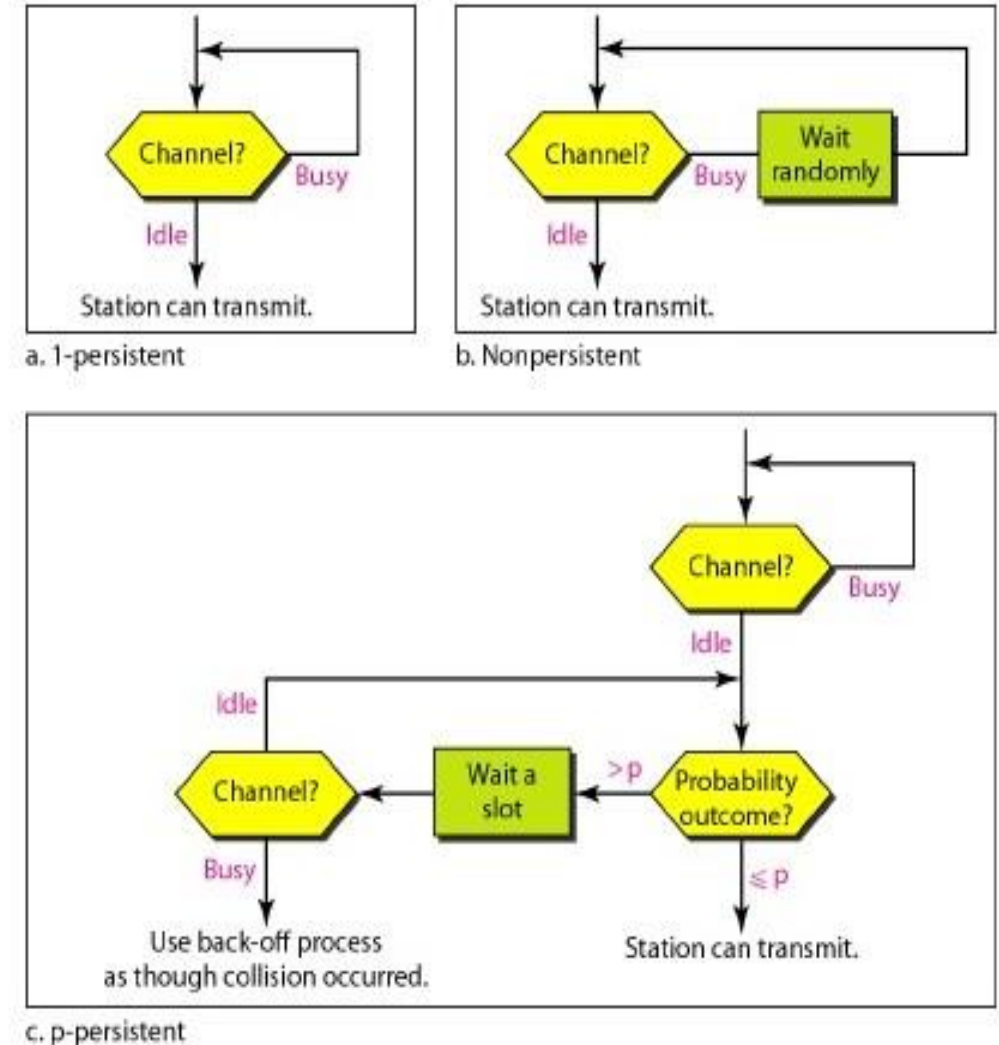 Channel?
Busy
Idle
Station can transmit.
a. 1-persistent
Channel?
Busy
Wait
randomly
Idle
Station can transmit.
b. Nonpersistent
Channel?
Busy
Idle
Idle
Channel?
Wait a
slot
>p
Probability
outcome?
Busy
⩽p
Use back-off process
as though collision occurred.
Station can transmit.
c. p-persistent